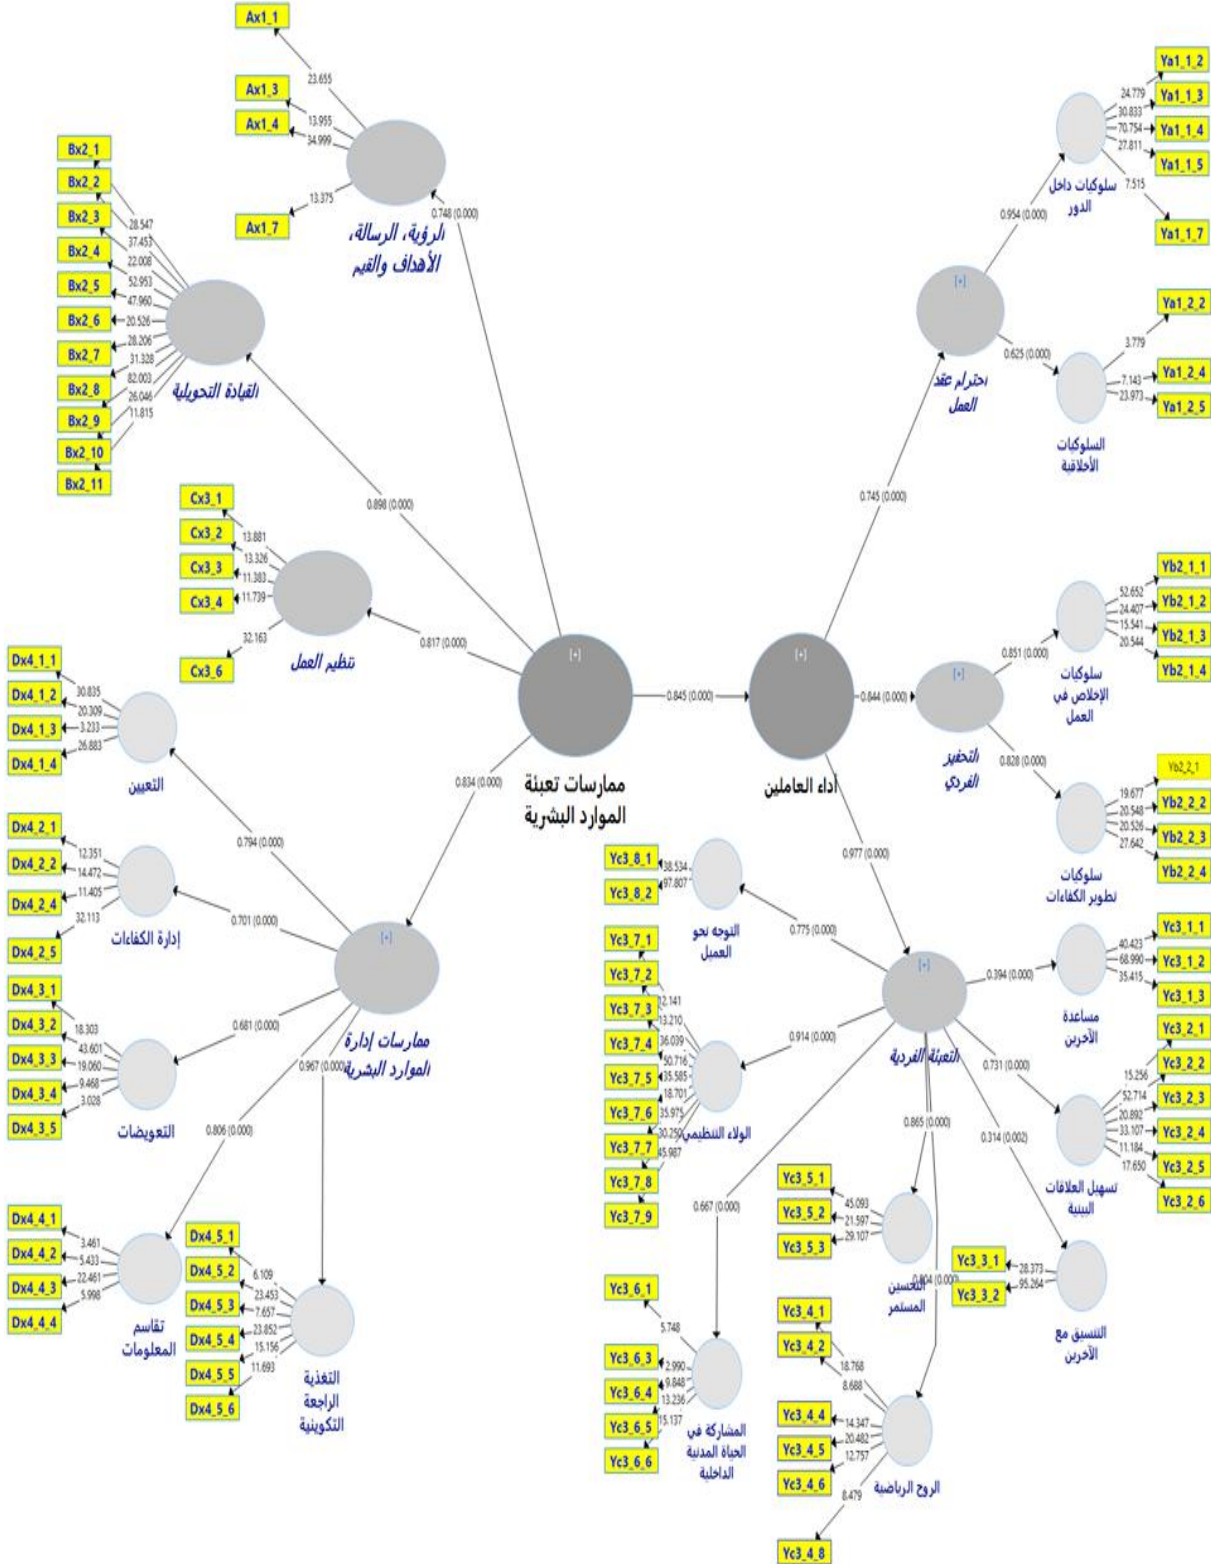 Ax1_1
23.655
Ax1_3
13.955
Ax1_4
34.999
13.375
Ax1_7
0.748 (0.000)
الرؤية، الرسالة،
الأهداف والقيم
Bx2_1
Bx2_2
Bx2_3
Bx2_4
Bx2_5
Bx2_6
Bx2_7
Bx2_8
Bx2_9
Bx2_10
Bx2_11
28.547
37.453
22.008
52.953
47.960
20.526
28.206
31.328
82.003
26.046
11.815
القيادة التحويلية
0.898 (0.000)
Cx3_1
Cx3_2
Cx3_3
Cx3_4
Cx3_6
13.881
13.326
11.383
11.739
32.163
تنظيم العمل
0.817 (0.000)
[+]
ممارسات تعبئة
الموارد البشرية
0.845 (0.000)
0.834 (0.000)
Dx4_1_1
Dx4_1_2
Dx4_1_3
Dx4_1_4
30.835
20.309
3.233
26.883
التعيين
0.794 (0.000)
Dx4_2_1
Dx4_2_2
Dx4_2_4
Dx4_2_5
12.351
14.472
11.405
32.113
إدارة الكفاءات
0.701 (0.000)
[+]
ممارسات إدارة
الموارد البشرية
Dx4_3_1
Dx4_3_2
Dx4_3_3
Dx4_3_4
Dx4_3_5
18.303
43.601
19.060
9.468
3.028
التعويضات
0.681 (0.000)
0.967 (0.000)
0.806 (0.000)
Dx4_4_1
Dx4_4_2
Dx4_4_3
Dx4_4_4
3.461
5.433
22.461
5.998
تقاسم
المعلومات
Dx4_5_1
Dx4_5_2
Dx4_5_3
Dx4_5_4
Dx4_5_5
Dx4_5_6
6.109
23.453
7.657
23.852
15.156
11.693
التغذية
الراجعة
التكوينية
Ya1_1_2
Ya1_1_3
Ya1_1_4
Ya1_1_5
Ya1_1_7
24.779
30.833
70.754
27.811
7.515
سلوكيات داخل
الدور
0.954 (0.000)
[+]
احترام عقد
العمل
0.625 (0.000)
Ya1_2_2
Ya1_2_4
Ya1_2_5
3.779
7.143
23.973
السلوكيات
الأخلاقية
0.745 (0.000)
[+]
أداء العاملين
0.844 (0.000)
[+]
التحفيز
الفردي
0.851 (0.000)
Yb2_1_1
Yb2_1_2
Yb2_1_3
Yb2_1_4
52.652
24.407
15.541
20.544
سلوكيات
الإخلاص في
العمل
0.828 (0.000)
Yb2_2_1
Yb2_2_2
Yb2_2_3
Yb2_2_4
19.677
20.548
20.526
27.642
سلوكيات
تطوير الكفاءات
0.977 (0.000)
[+]
التعبئة الفردية
Yc3_8_1
Yc3_8_2
38.534
97.807
التوجه نحو
العميل
0.775 (0.000)
Yc3_7_1
Yc3_7_2
Yc3_7_3
Yc3_7_4
Yc3_7_5
Yc3_7_6
Yc3_7_7
Yc3_7_8
Yc3_7_9
12.141
13.210
36.039
50.716
35.585
18.701
35.975
30.250
45.987
الولاء التنظيمي
0.914 (0.000)
0.394 (0.000)
Yc3_1_1
Yc3_1_2
Yc3_1_3
40.423
68.990
35.415
مساعدة
الآخرين
0.731 (0.000)
Yc3_2_1
Yc3_2_2
Yc3_2_3
Yc3_2_4
Yc3_2_5
Yc3_2_6
15.256
52.714
20.892
33.107
11.184
17.650
تسهيل العلاقات
البينية
0.865 (0.000)
0.314 (0.002)
0.667 (0.000)
Yc3_5_1
Yc3_5_2
Yc3_5_3
45.093
21.597
29.107
التحسين
المستمر
Yc3_3_1
Yc3_3_2
28.373
95.264
التنسيق مع
الآخرين
Yc3_6_1
Yc3_6_3
Yc3_6_4
Yc3_6_5
Yc3_6_6
5.748
2.990
9.848
13.236
15.137
المشاركة في
الحياة المدنية
الداخلية
Yc3_4_1
Yc3_4_2
Yc3_4_4
Yc3_4_5
Yc3_4_6
Yc3_4_8
18.768
8.688
14.347
20.482
12.757
8.479
الروح الرياضية